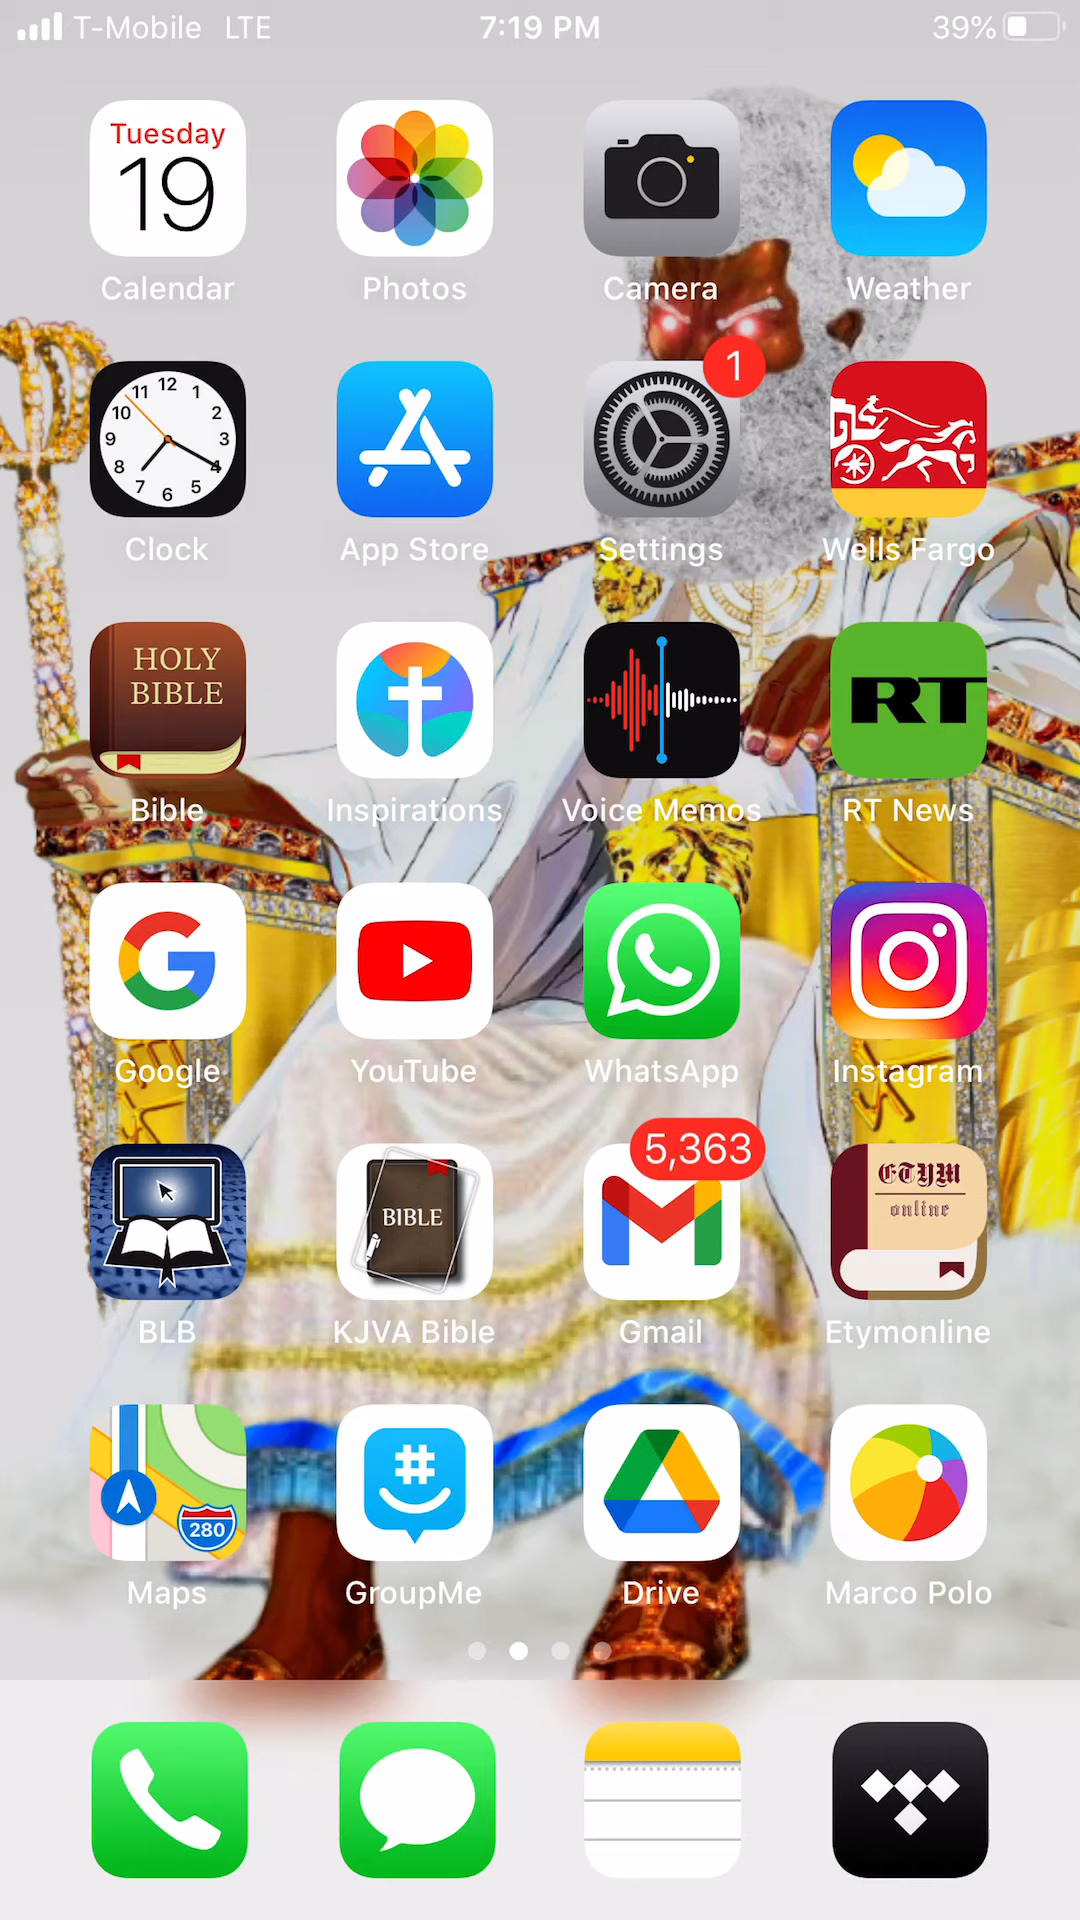 T-Mobile LTE 7:19 PM 39%
Tuesday
19
Calendar Photos Camera Weather
12
11 1
10 2
9 3
8 4
7 5
6
1
Clock App Store Settings Wells Fargo
HOLY
BIBLE
RT
Bible Inspirations Voice Memos RT News
Google YouTube WhatsApp Instagram
5,363
BIBLE
ETYM
online
BLB KJVA Bible Gmail Etymonline
280
#
Maps GroupMe Drive Marco Polo